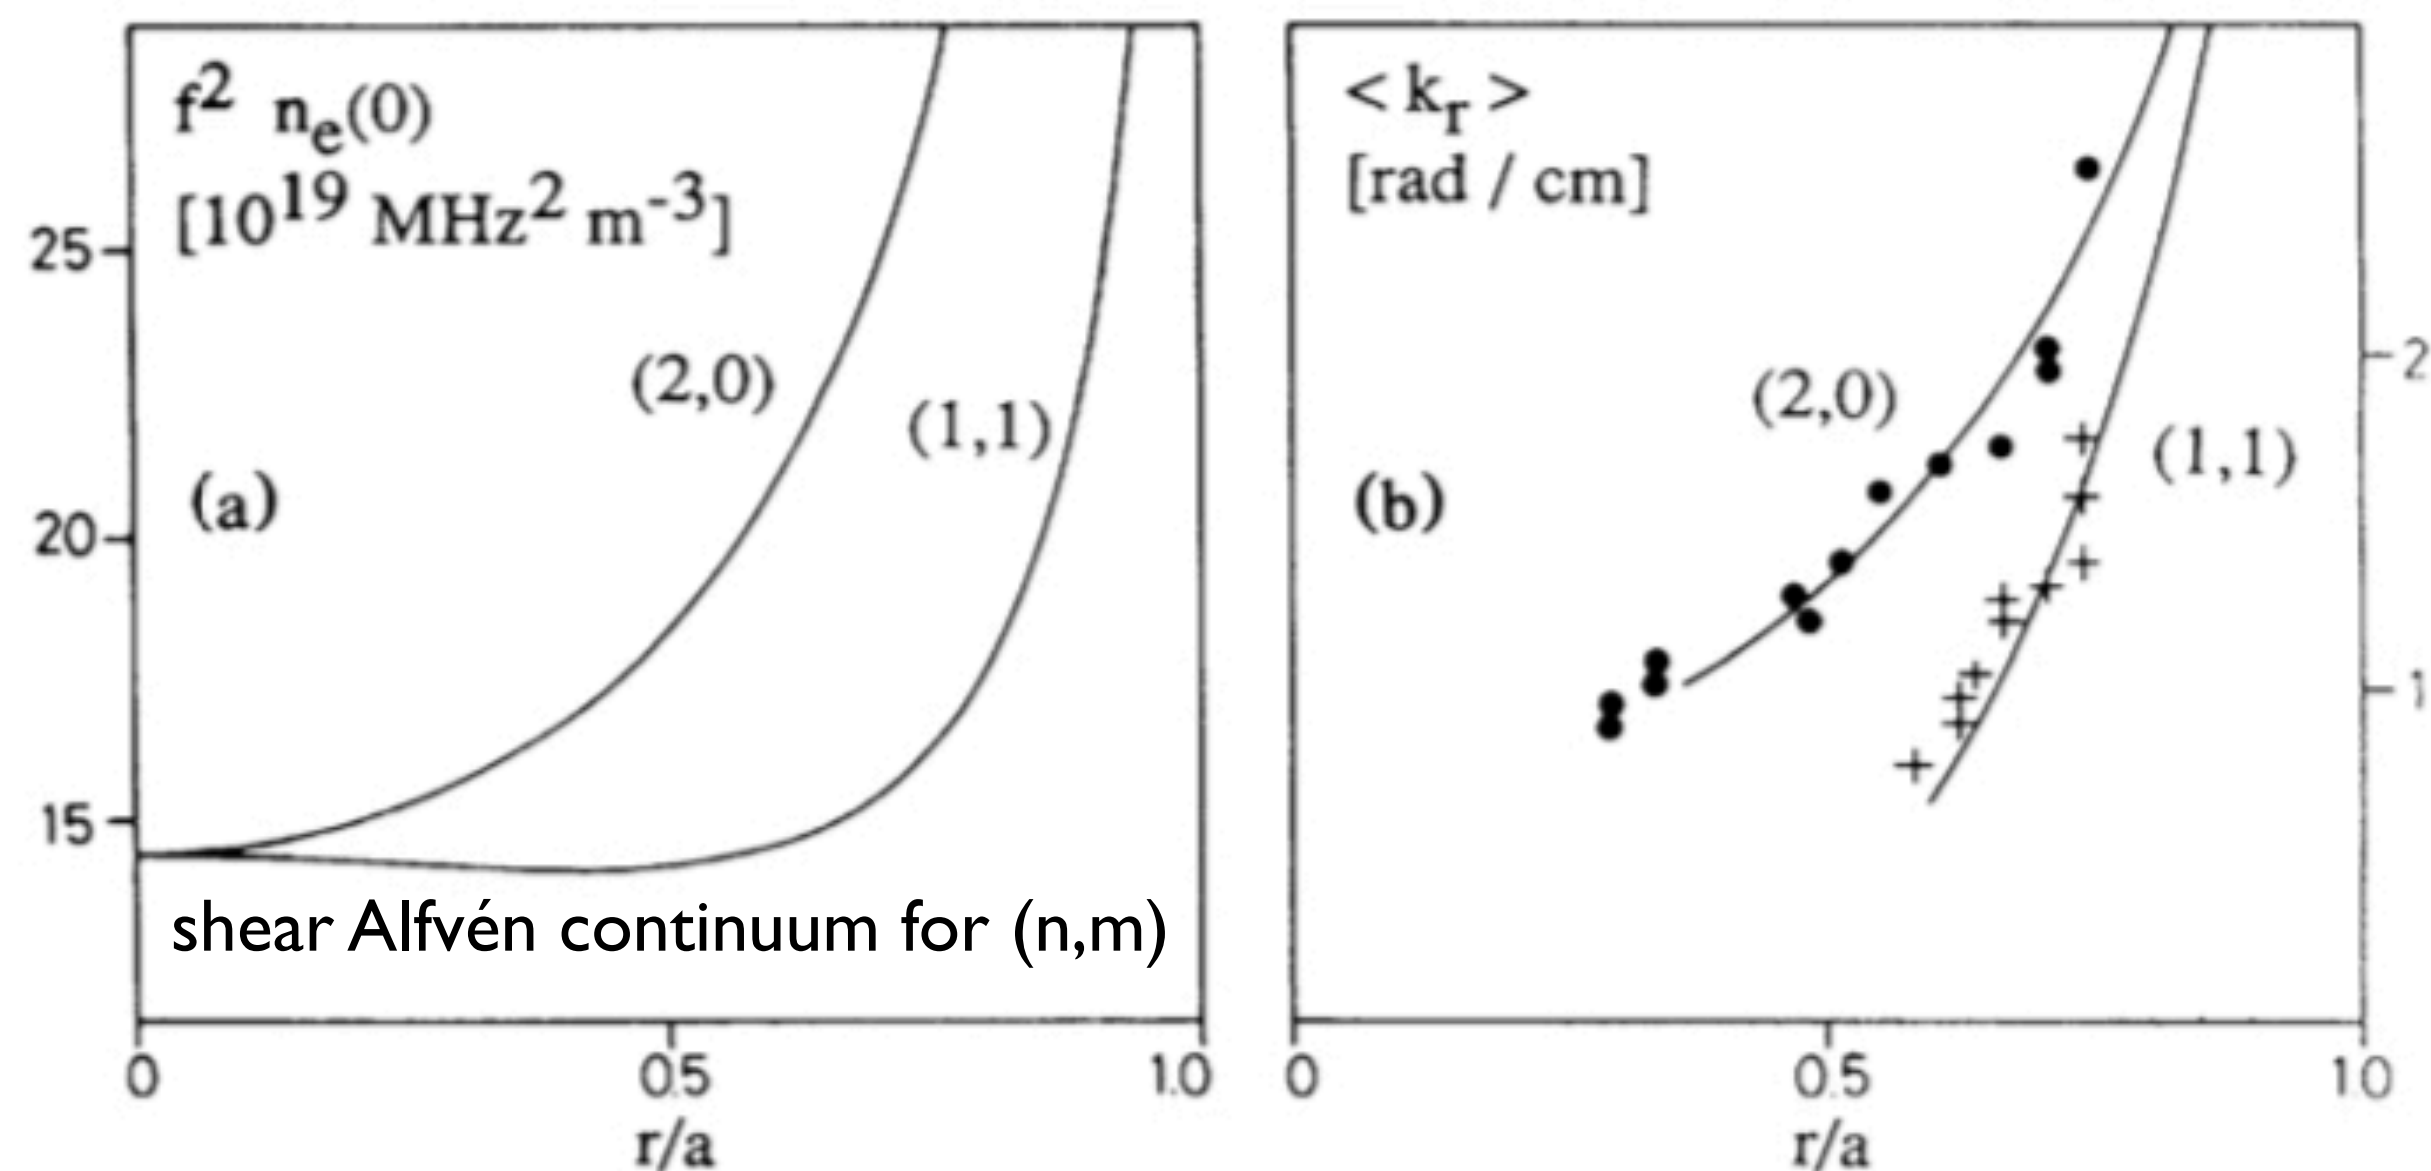 f² nₑ(0)
[10¹⁹ MHz² m⁻³]
25
20
15
(2,0)
(1,1)
(a)
shear Alfvén continuum for (n,m)
0
0.5
1.0
r/a
< kᵣ >
[rad / cm]
(2,0)
(1,1)
(b)
2
1
0
0.5
1 0
r/a